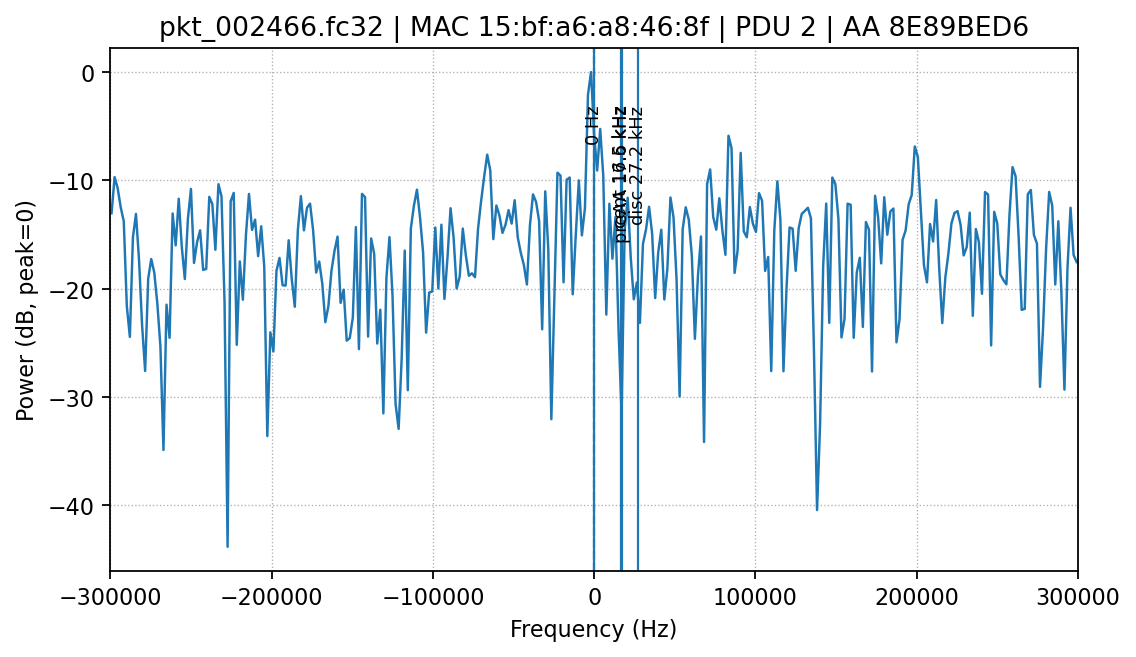 pkt_002466.fc32 | MAC 15:bf:a6:a8:46:8f | PDU 2 | AA 8E89BED6
Power (dB, peak=0)
0
−10
−20
−30
−40
0 Hz
kHz
disc 27.2 kHz
−300000
−200000
−100000
0
100000
200000
300000
Frequency (Hz)